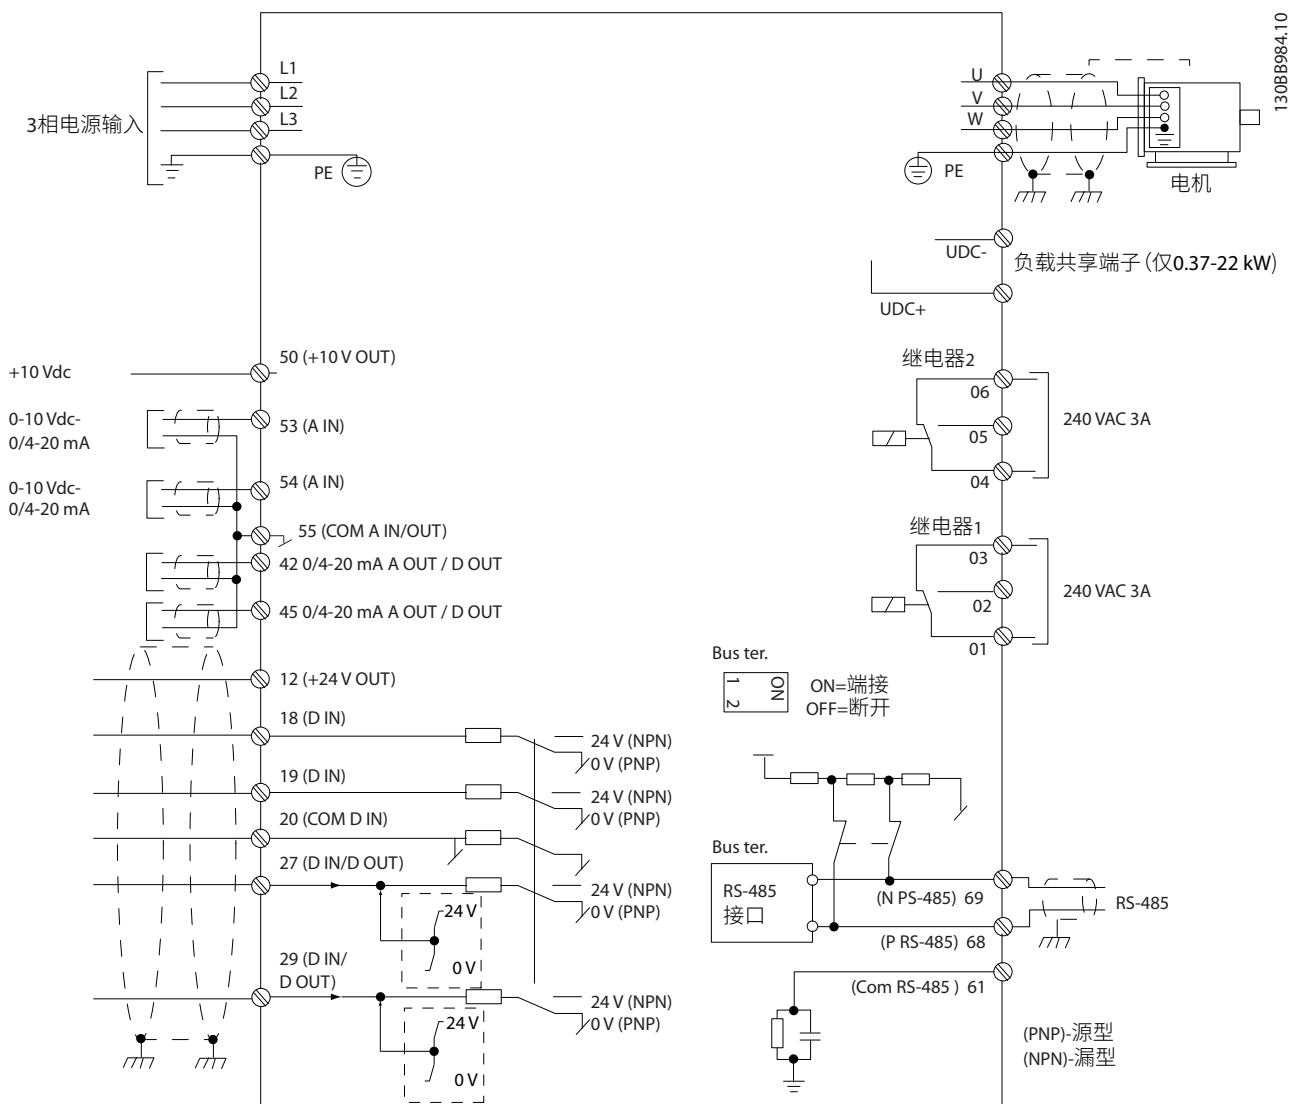 130BB984.10
L1
L2
L3
3相电源输入
PE
U
V
W
PE
电机
UDC-
负载共享端子（仅0.37-22 kW)
UDC+
50 (+10 V OUT)
+10 Vdc
0-10 Vdc-
0/4-20 mA
53 (A IN)
0-10 Vdc-
0/4-20 mA
54 (A IN)
55 (COM A IN/OUT)
42 0/4-20 mA A OUT / D OUT
45 0/4-20 mA A OUT / D OUT
12 (+24 V OUT)
18 (D IN)
24 V (NPN)
0 V (PNP)
19 (D IN)
24 V (NPN)
0 V (PNP)
20 (COM D IN)
27 (D IN/D OUT)
24 V (NPN)
0 V (PNP)
24 V
0 V
29 (D IN/
D OUT)
24 V (NPN)
0 V (PNP)
24 V
0 V
继电器2
06
05
04
240 VAC 3A
继电器1
03
02
01
240 VAC 3A
Bus ter.
1
2
ON
ON=端接
OFF=断开
Bus ter.
RS-485
接口
(N PS-485) 69
RS-485
(P RS-485) 68
(Com RS-485 ) 61
(PNP)-源型
(NPN)-漏型